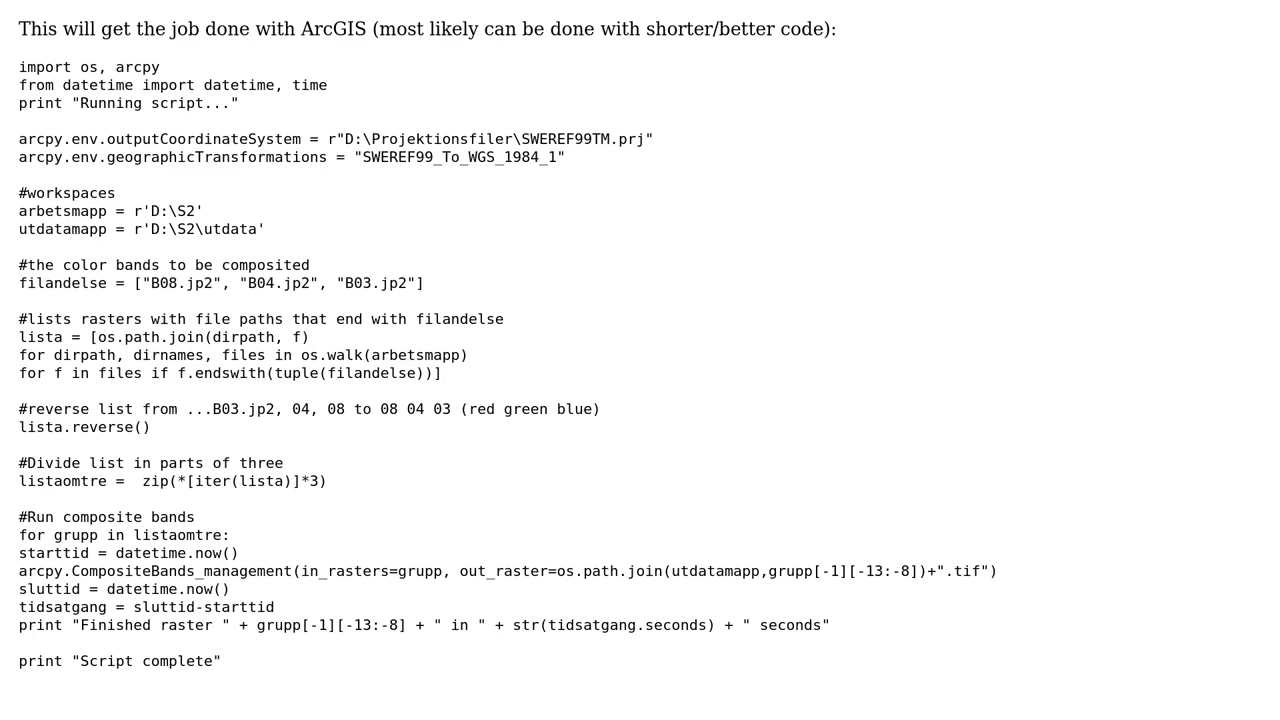 This will get the job done with ArcGIS (most likely can be done with shorter/better code):
import os, arcpy
from datetime import datetime, time
print "Running script..."
arcpy.env.outputCoordinateSystem = r"D:\Projektionsfiler\SWEREF99TM.prj"
arcpy.env.geographicTransformations = "SWEREF99_To_WGS_1984_1"
#workspaces
arbetsmapp = r'D:\S2'
utdatamapp = r'D:\S2\utdata'
#the color bands to be composited
filandelse = ["B08.jp2", "B04.jp2", "B03.jp2"]
#lists rasters with file paths that end with filandelse
lista = [os.path.join(dirpath, f)
for dirpath, dirnames, files in os.walk(arbetsmapp)
for f in files if f.endswith(tuple(filandelse))]
#reverse list from ...B03.jp2, 04, 08 to 08 04 03 (red green blue)
lista.reverse()
#Divide list in parts of three
listaomtre =  zip(*[iter(lista)]*3)
#Run composite bands
for grupp in listaomtre:
starttid = datetime.now()
arcpy.CompositeBands_management(in_rasters=grupp, out_raster=os.path.join(utdatamapp,grupp[-1][-13:-8])+".tif")
sluttid = datetime.now()
tidsatgang = sluttid-starttid
print "Finished raster " + grupp[-1][-13:-8] + " in " + str(tidsatgang.seconds) + " seconds"
print "Script complete"